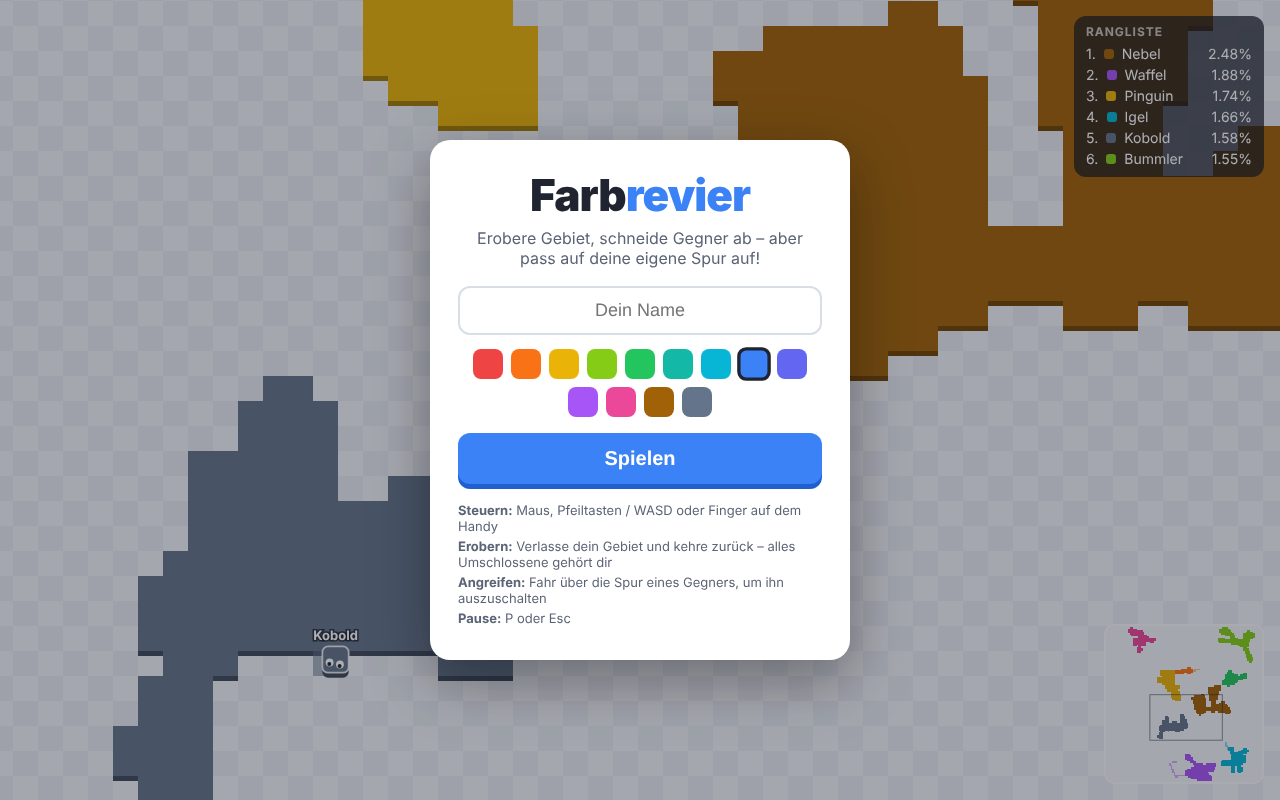 RANGLISTE
1. Nebel 2.48%
2. Waffel 1.88%
3. Pinguin 1.74%
4. Igel 1.66%
5. Kobold 1.58%
6. Bummler 1.55%
Farbrevier
Erobere Gebiet, schneide Gegner ab – aber
pass auf deine eigene Spur auf!
Dein Name
Spielen
Steuern: Maus, Pfeiltasten / WASD oder Finger auf dem
Handy
Erobern: Verlasse dein Gebiet und kehre zurück – alles
Umschlossene gehört dir
Angreifen: Fahr über die Spur eines Gegners, um ihn
auszuschalten
Pause: P oder Esc
Kobold